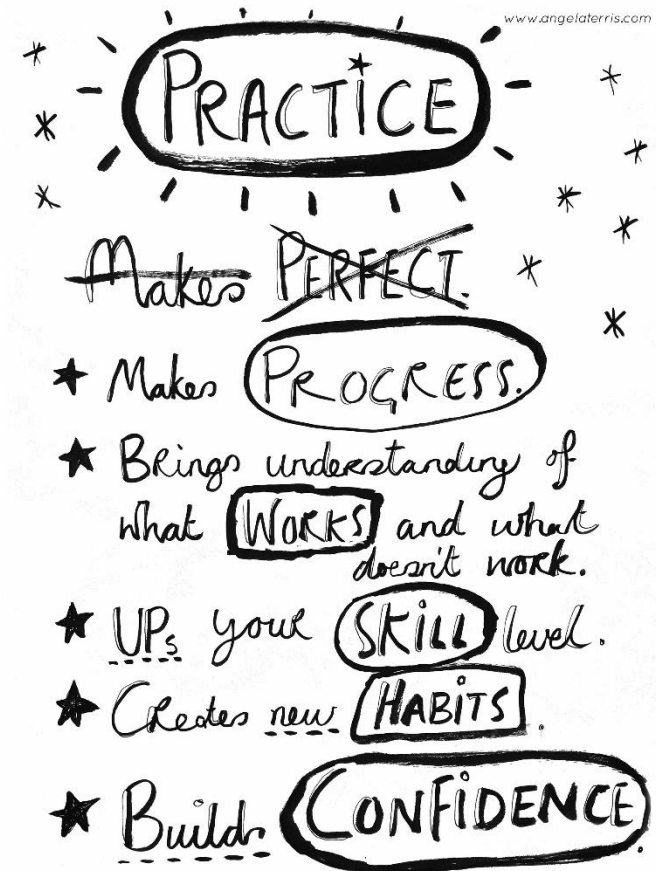 www.angelaterris.com
PRACTICE
Makes PERFECT.
Makes PROGRESS.
Brings understanding of
what WORKS and what
doesn't work.
UPs your SKILL level.
Creates new HABITS.
Builds CONFIDENCE.